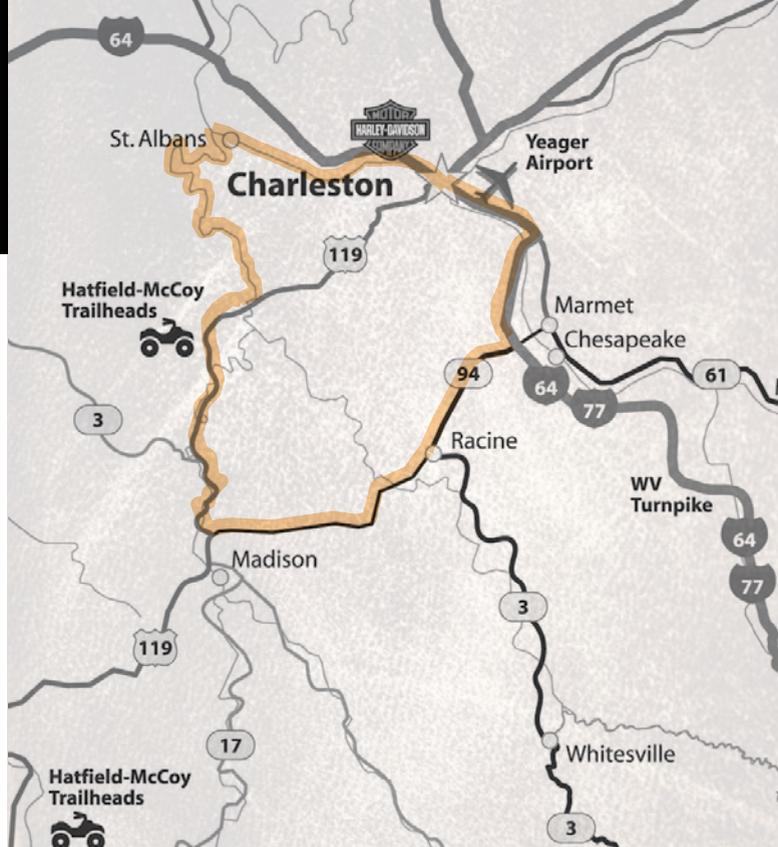 64
MOTOR
HARLEY-DAVIDSON
COMPANY
St. Albans
Yeager
Airport
Charleston
119
Hatfield-McCoy
Trailheads
Marmet
Chesapeake
94
64
61
3
77
Racine
WV
Turnpike
64
Madison
77
3
119
17
Whitesville
Hatfield-McCoy
Trailheads
3